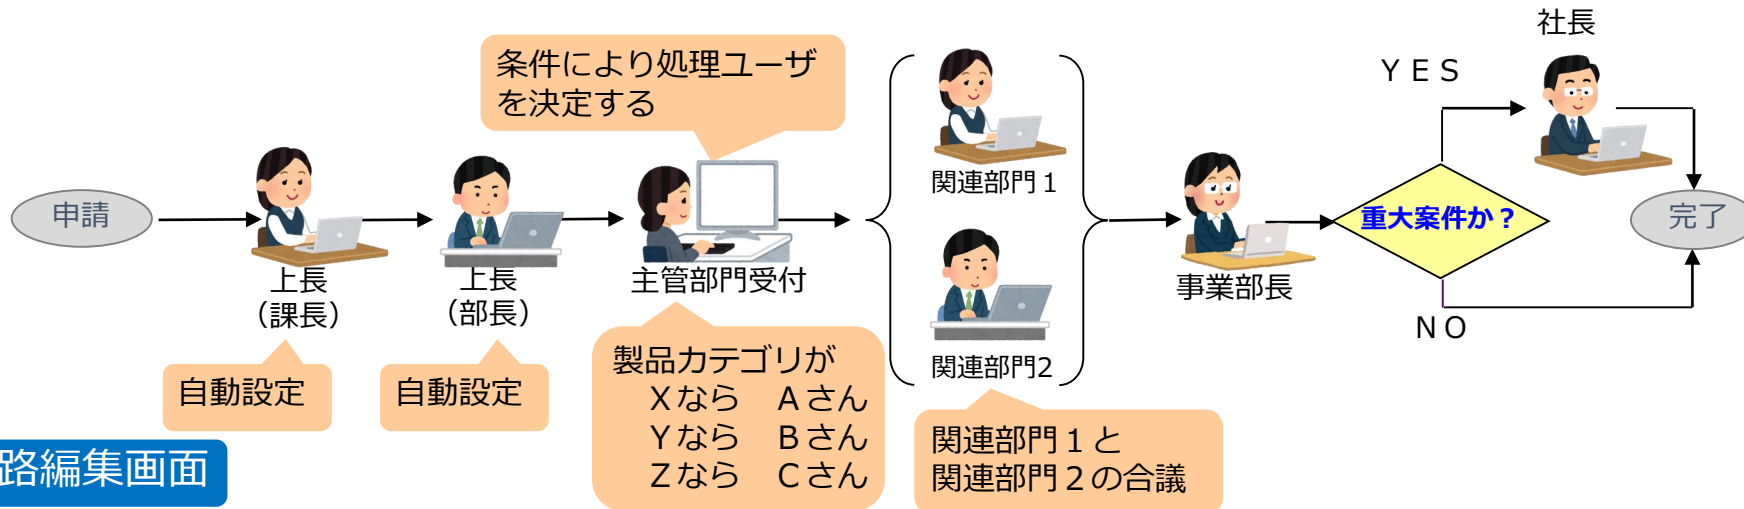 社長
条件により処理ユーザ
を決定する
ＹＥＳ
関連部門１
申請
重大案件か？
完了
上長
（課長）
上長
（部長）
主管部門受付
事業部長
ＮＯ
関連部門2
自動設定
自動設定
製品カテゴリが
Ｘなら　Ａさん
Ｙなら　Ｂさん
Ｚなら　Ｃさん
関連部門１と
関連部門２の合議
路編集画面